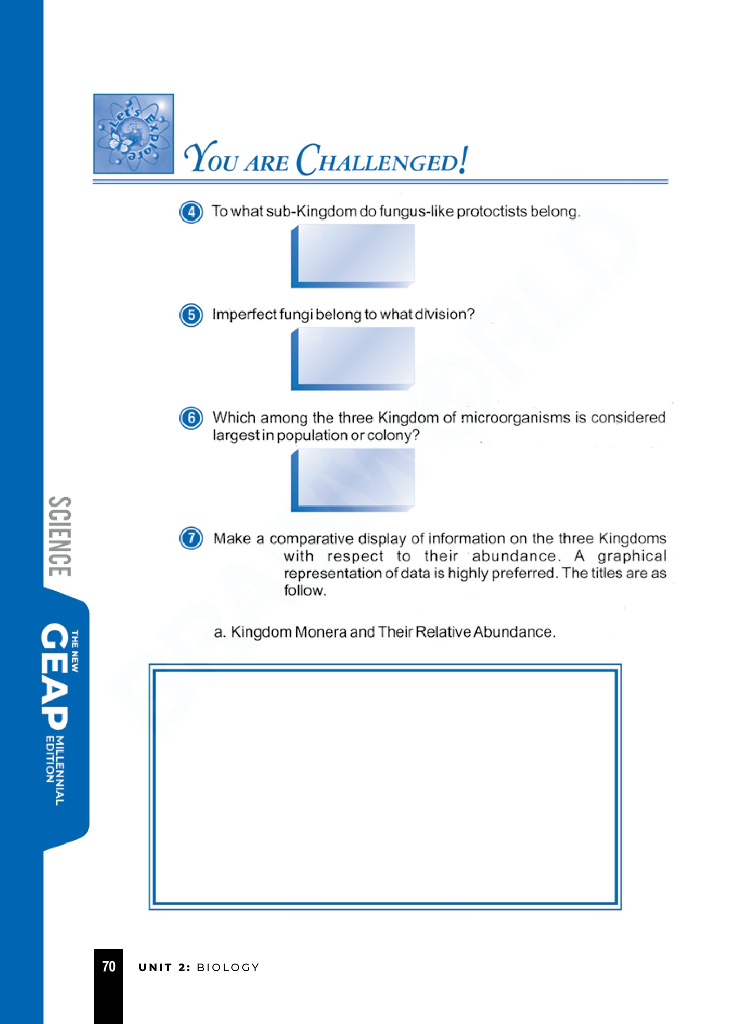 Let's Explore
YOU ARE CHALLENGED!
4 To what sub-Kingdom do fungus-like protoctists belong.
5 Imperfect fungi belong to what division?
6 Which among the three Kingdom of microorganisms is considered
largest in population or colony?
7 Make a comparative display of information on the three Kingdoms
with respect to their abundance. A graphical
representation of data is highly preferred. The titles are as
follow.
a. Kingdom Monera and Their Relative Abundance.
SCIENCE
THE NEW
GEAP
MILLENNIAL
EDITION
70 UNIT 2: BIOLOGY